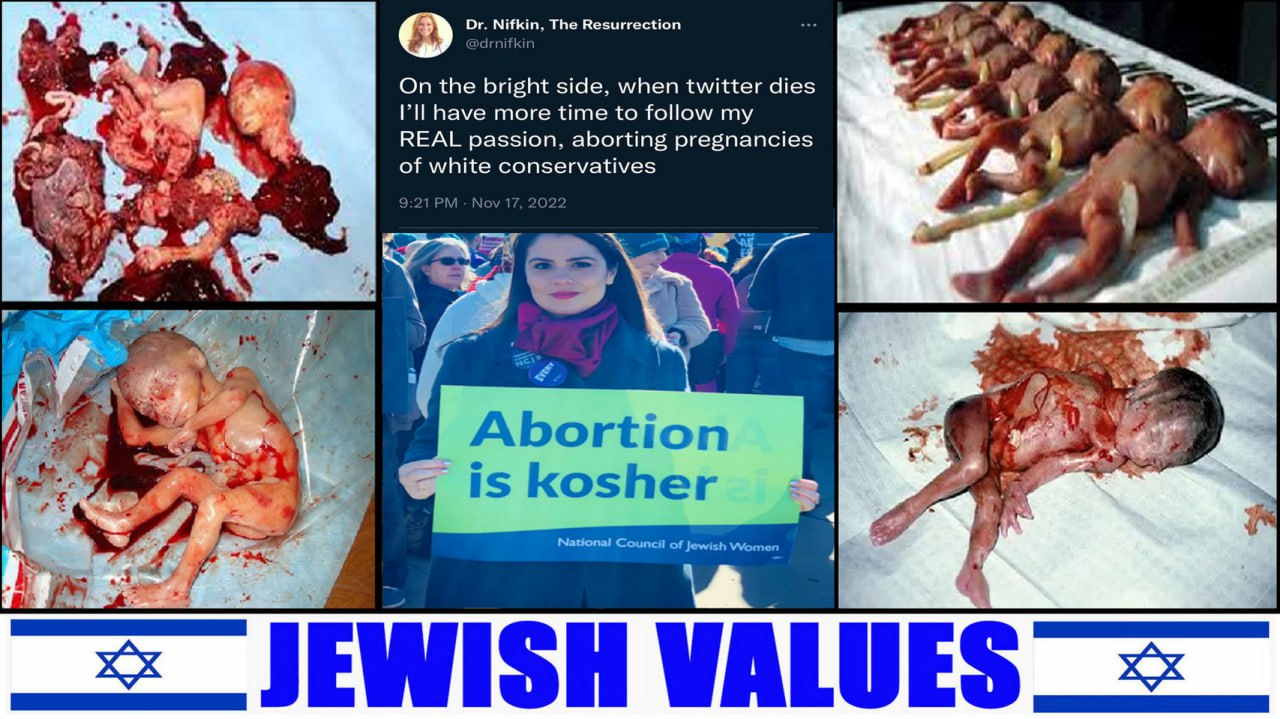 Dr. Nifkin, The Resurrection
@drnifkin
On the bright side, when twitter dies
I’ll have more time to follow my
REAL passion, aborting pregnancies
of white conservatives
9:21 PM · Nov 17, 2022
EVERY
Abortion
is kosher
National Council of Jewish Women
JEWISH VALUES